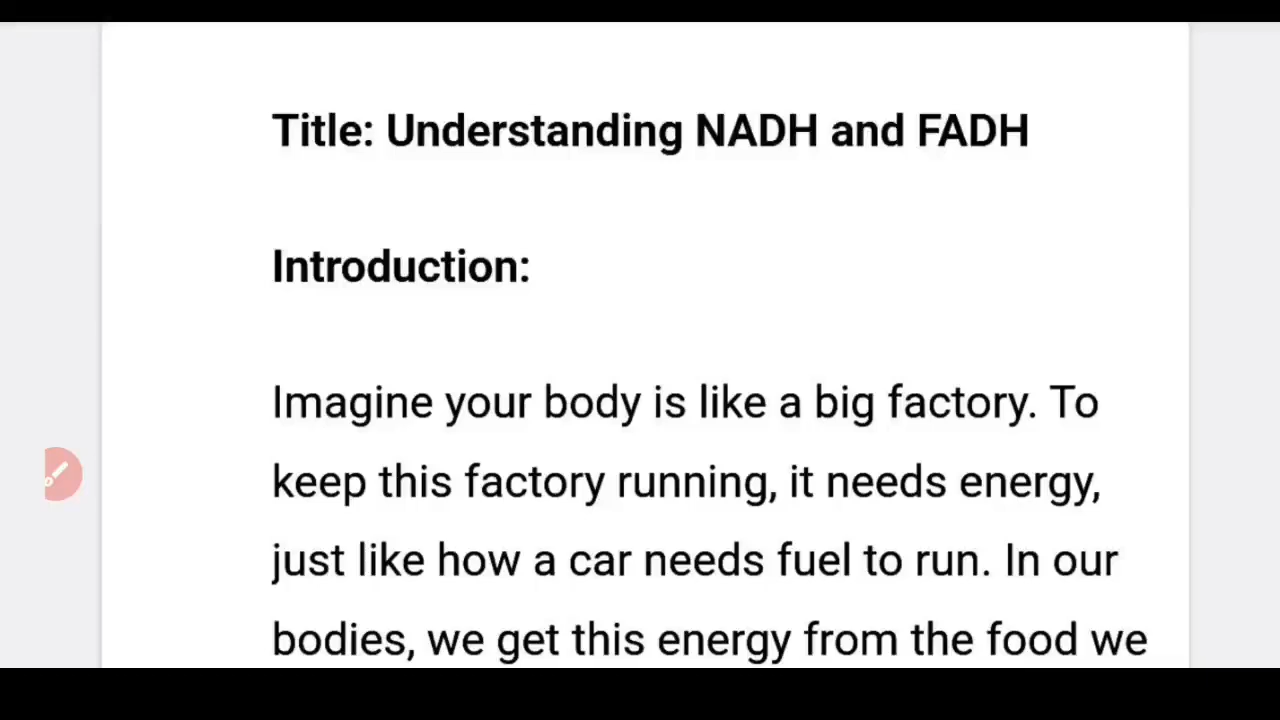 Title: Understanding NADH and FADH
Introduction:
Imagine your body is like a big factory. To
keep this factory running, it needs energy,
just like how a car needs fuel to run. In our
bodies, we get this energy from the food we